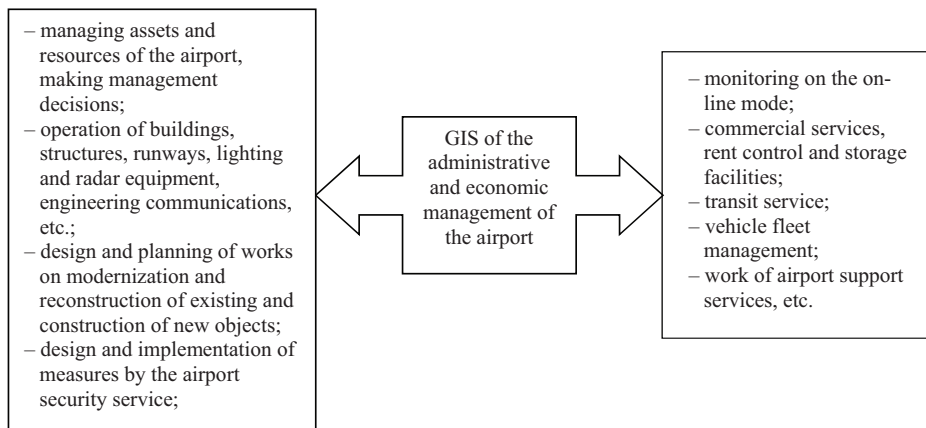 – managing assets and
resources of the airport,
making management
decisions;
– operation of buildings,
structures, runways, lighting
and radar equipment,
engineering communications,
etc.;
– design and planning of works
on modernization and
reconstruction of existing and
construction of new objects;
– design and implementation of
measures by the airport
security service;
GIS of the
administrative
and economic
management of
the airport
– monitoring on the on-
line mode;
– commercial services,
rent control and storage
facilities;
– transit service;
– vehicle fleet
management;
– work of airport support
services, etc.